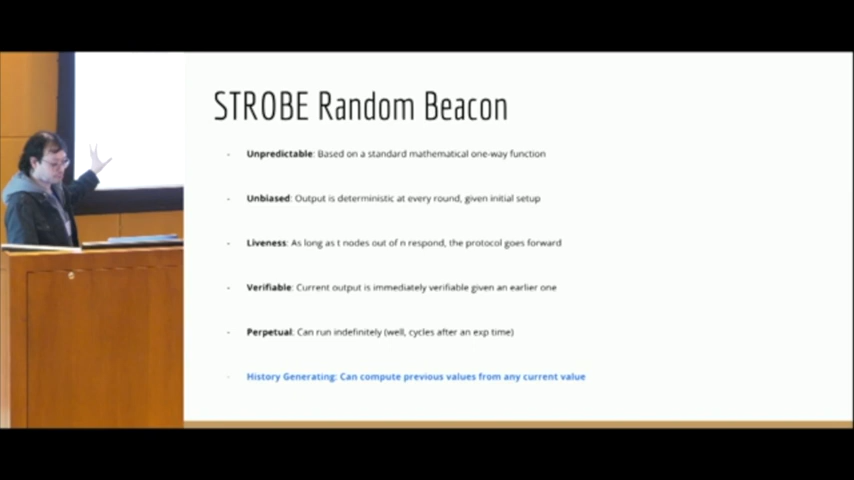 STROBE Random Beacon
- Unpredictable: Based on a standard mathematical one-way function
- Unbiased: Output is deterministic at every round, given initial setup
- Liveness: As long as t nodes out of n respond, the protocol goes forward
- Verifiable: Current output is immediately verifiable given an earlier one
- Perpetual: Can run indefinitely (well, cycles after an exp time)
- History Generating: Can compute previous values from any current value